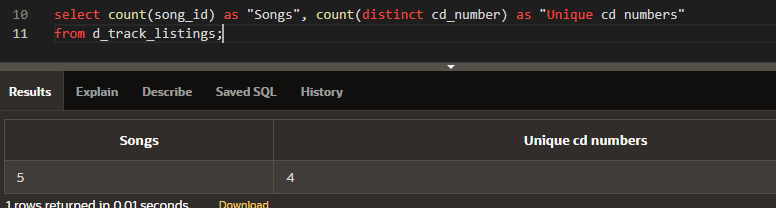 10 select count(song_id) as "Songs", count(distinct cd_number) as "Unique cd numbers"
11 from d_track_listings;
Results Explain Describe Saved SQL History
Songs Unique cd numbers
5 4
1 rows returned in 0.01 seconds Download